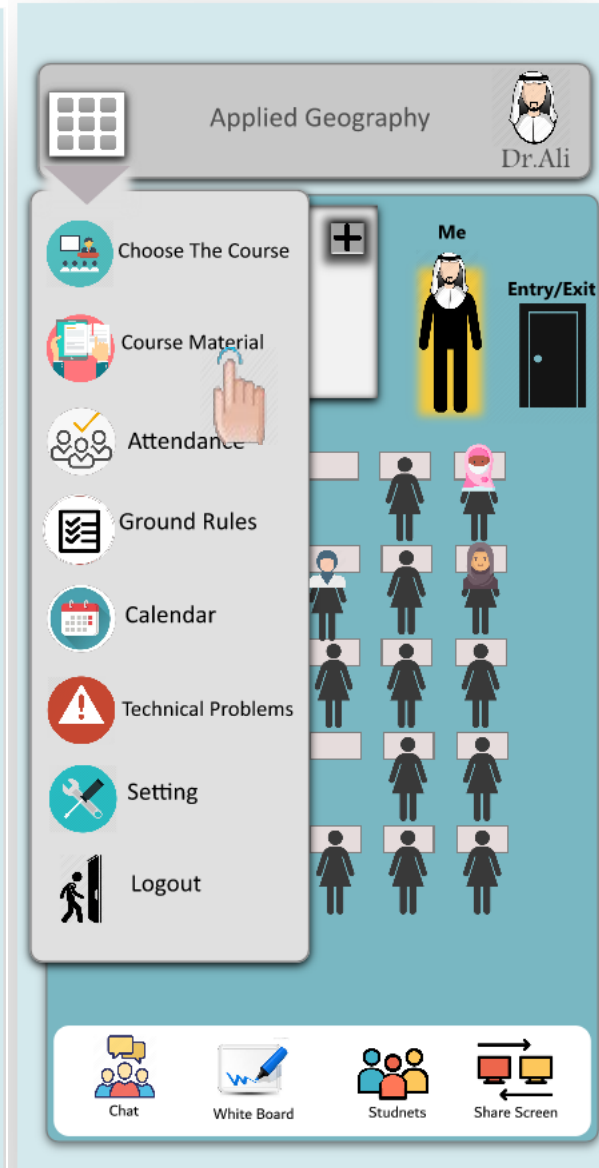 Applied Geography
Dr.Ali
Choose The Course
Me
Entry/Exit
Course Material
Attendance
Ground Rules
Calendar
Technical Problems
Setting
Logout
Chat
White Board
Studnets
Share Screen